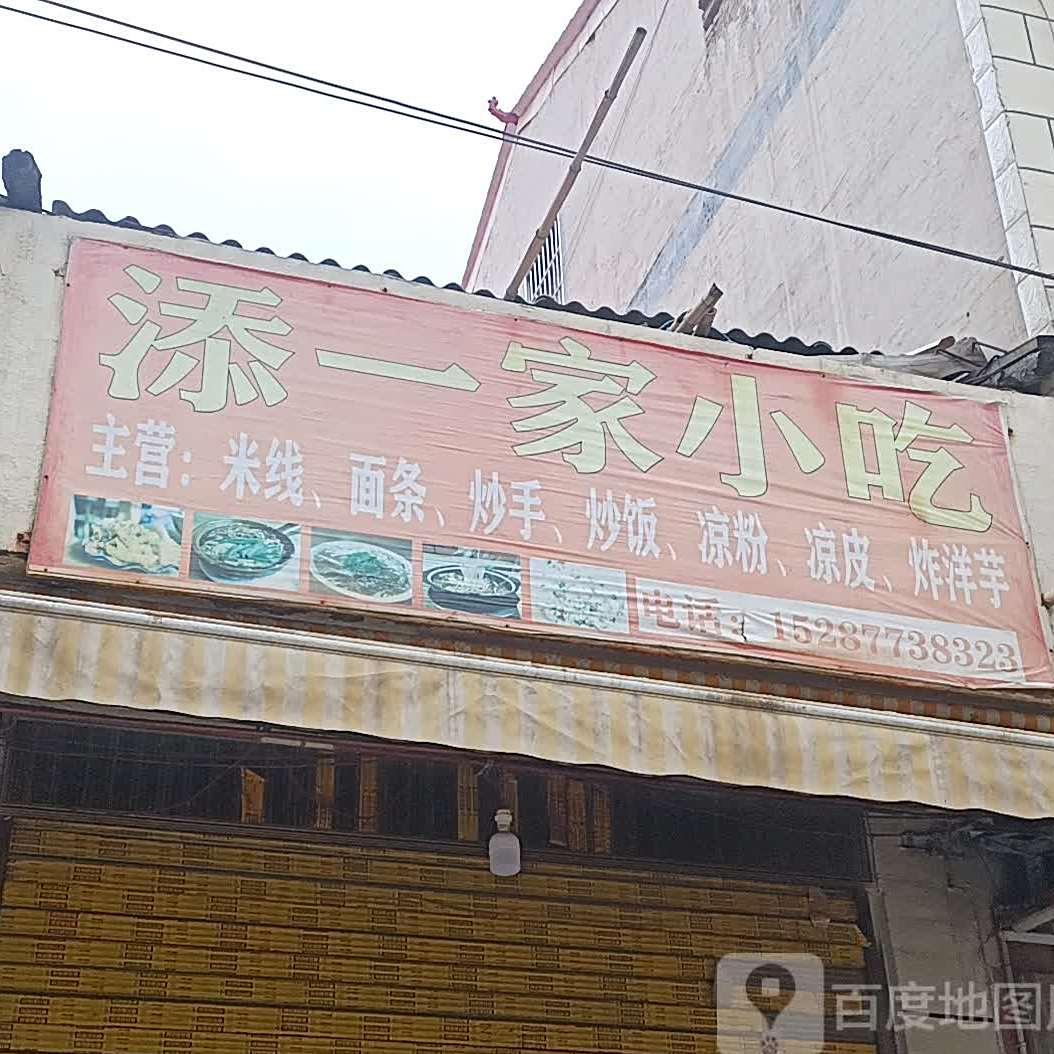 添一家小吃
主营：米线、面条、炒手、炒饭、凉粉、凉皮、炸洋芋
电话：15287738323
百度地图